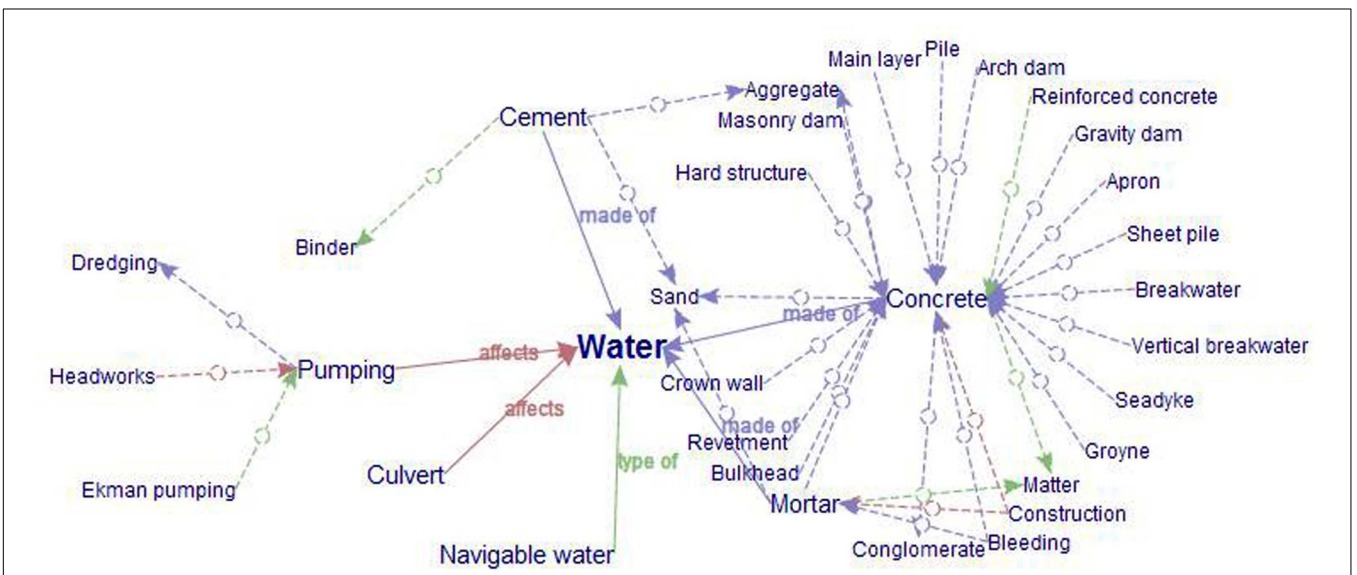 Pile
Main layer
Arch dam
Aggregate
Reinforced concrete
Cement
Masonry dam
Gravity dam
Hard structure
Apron
made of
Sheet pile
Binder
Dredging
Breakwater
Sand
Concrete
made of
Water
Vertical breakwater
affects
Pumping
Headworks
Crown wall
Seadyke
affects
made of
Revetment
Groyne
type of
Culvert
Bulkhead
Matter
Ekman pumping
Mortar
Construction
Bleeding
Conglomerate
Navigable water